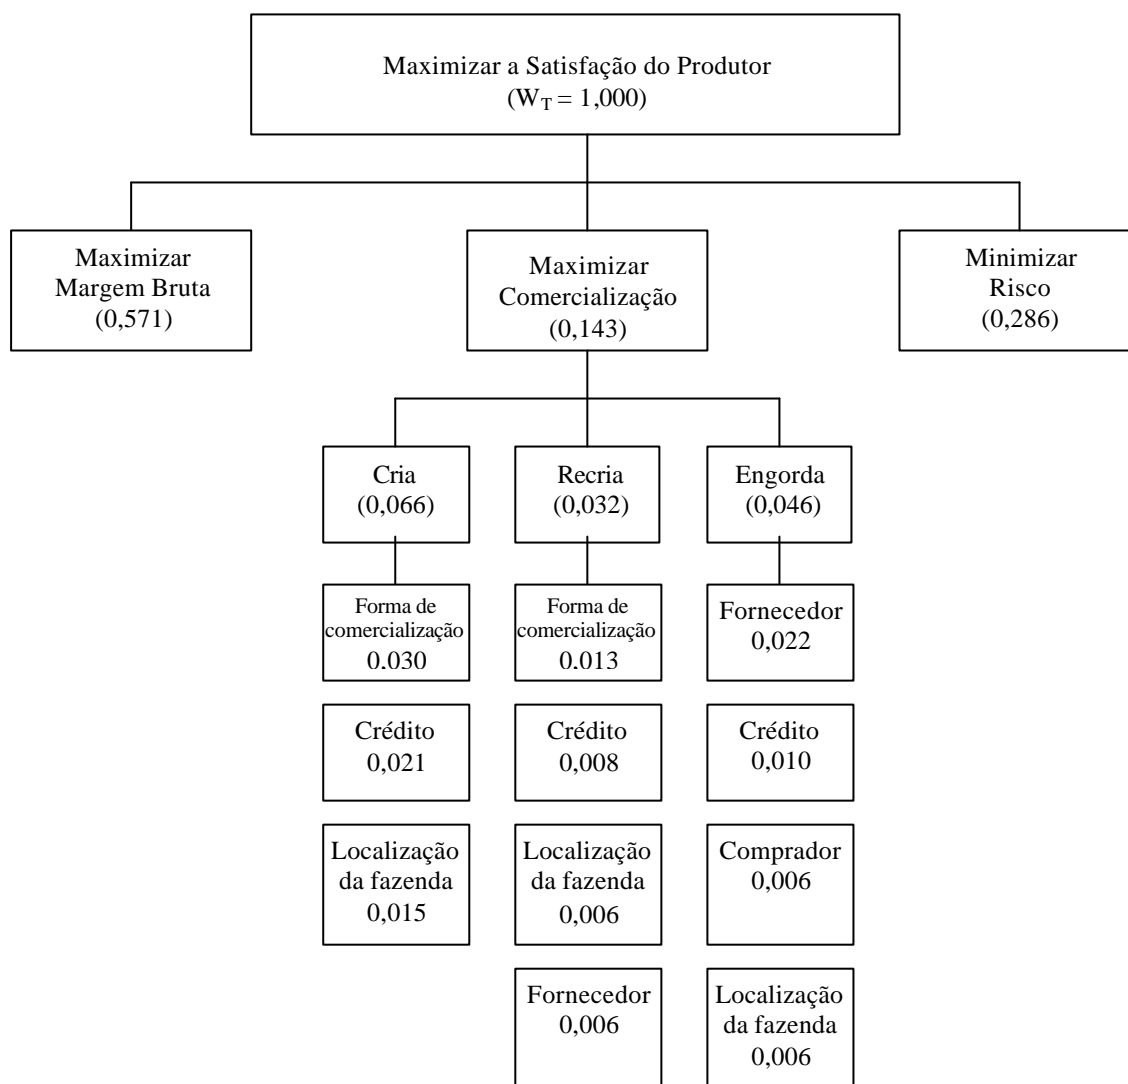 Maximizar a Satisfação do Produtor
(W_T = 1,000)
Maximizar
Margem Bruta
(0,571)
Maximizar
Comercialização
(0,143)
Minimizar
Risco
(0,286)
Cria
(0,066)
Recria
(0,032)
Engorda
(0,046)
Forma de
comercialização
0,030
Forma de
comercialização
0,013
Fornecedor
0,022
Crédito
0,021
Crédito
0,008
Crédito
0,010
Localização
da fazenda
0,015
Localização
da fazenda
0,006
Comprador
0,006
Fornecedor
0,006
Localização
da fazenda
0,006